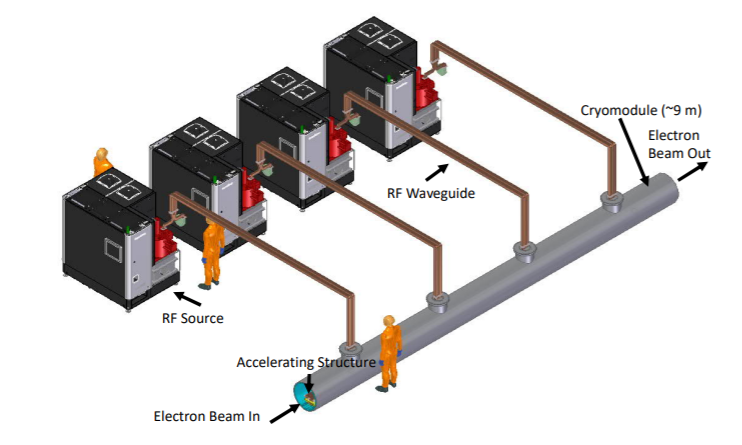 Cryomodule (~9 m)
Electron
Beam Out
RF Waveguide
RF Source
Accelerating Structure
Electron Beam In